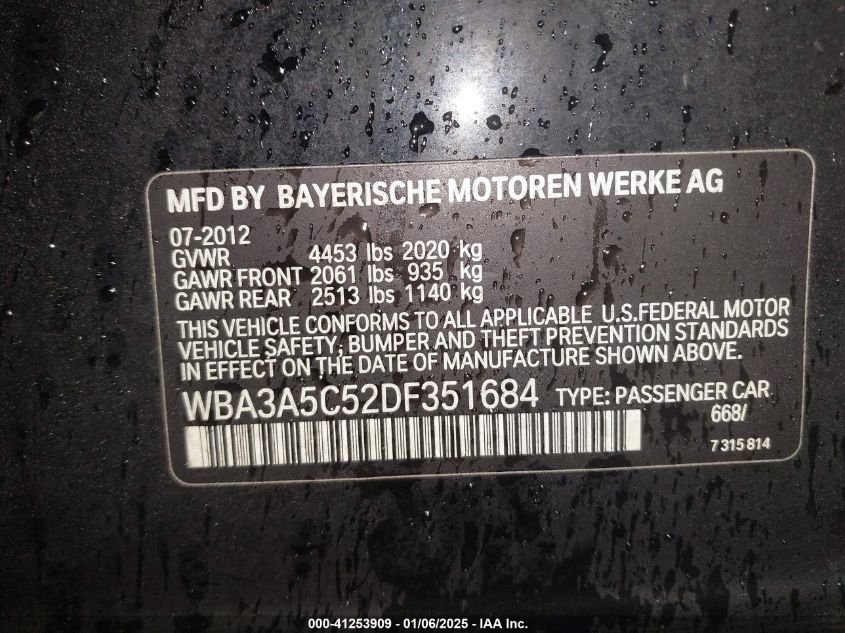 MFD BY BAYERISCHE MOTOREN WERKE AG
07-2012
GVWR 4453 lbs 2020 kg
GAWR FRONT 2061 lbs 935 kg
GAWR REAR 2513 lbs 1140 kg
THIS VEHICLE CONFORMS TO ALL APPLICABLE U.S.FEDERAL MOTOR
VEHICLE SAFETY, BUMPER AND THEFT PREVENTION STANDARDS
IN EFFECT ON THE DATE OF MANUFACTURE SHOWN ABOVE.
WBA3A5C52DF351684 TYPE: PASSENGER CAR
668/
7 315 814
000-41253909 - 01/06/2025 - IAA Inc.